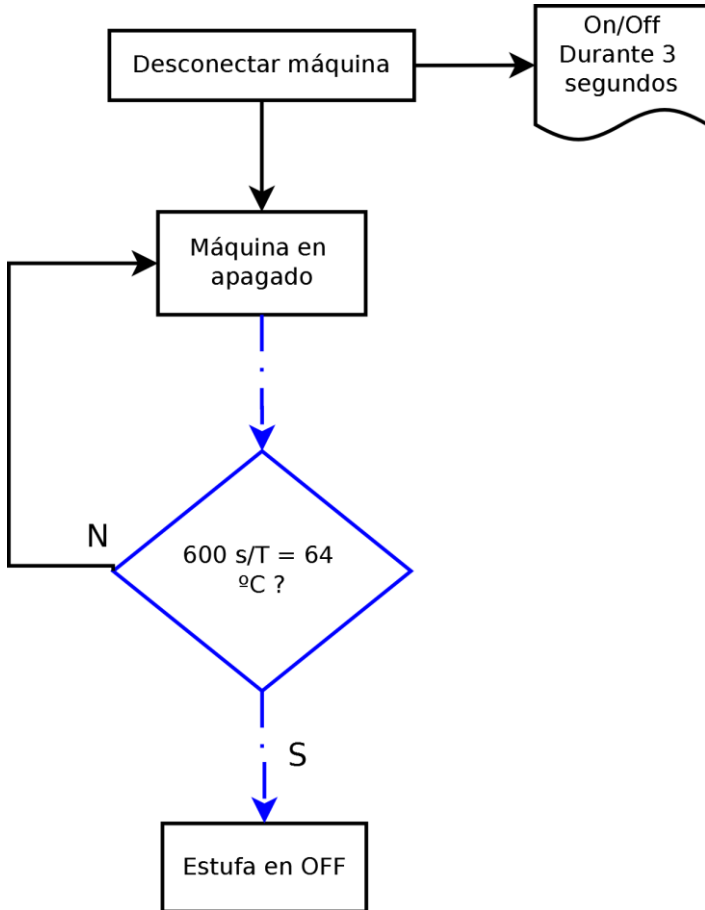 Desconectar máquina
On/Off
Durante 3
segundos
Máquina en
apagado
N
600 s/T = 64
ºC ?
S
Estufa en OFF